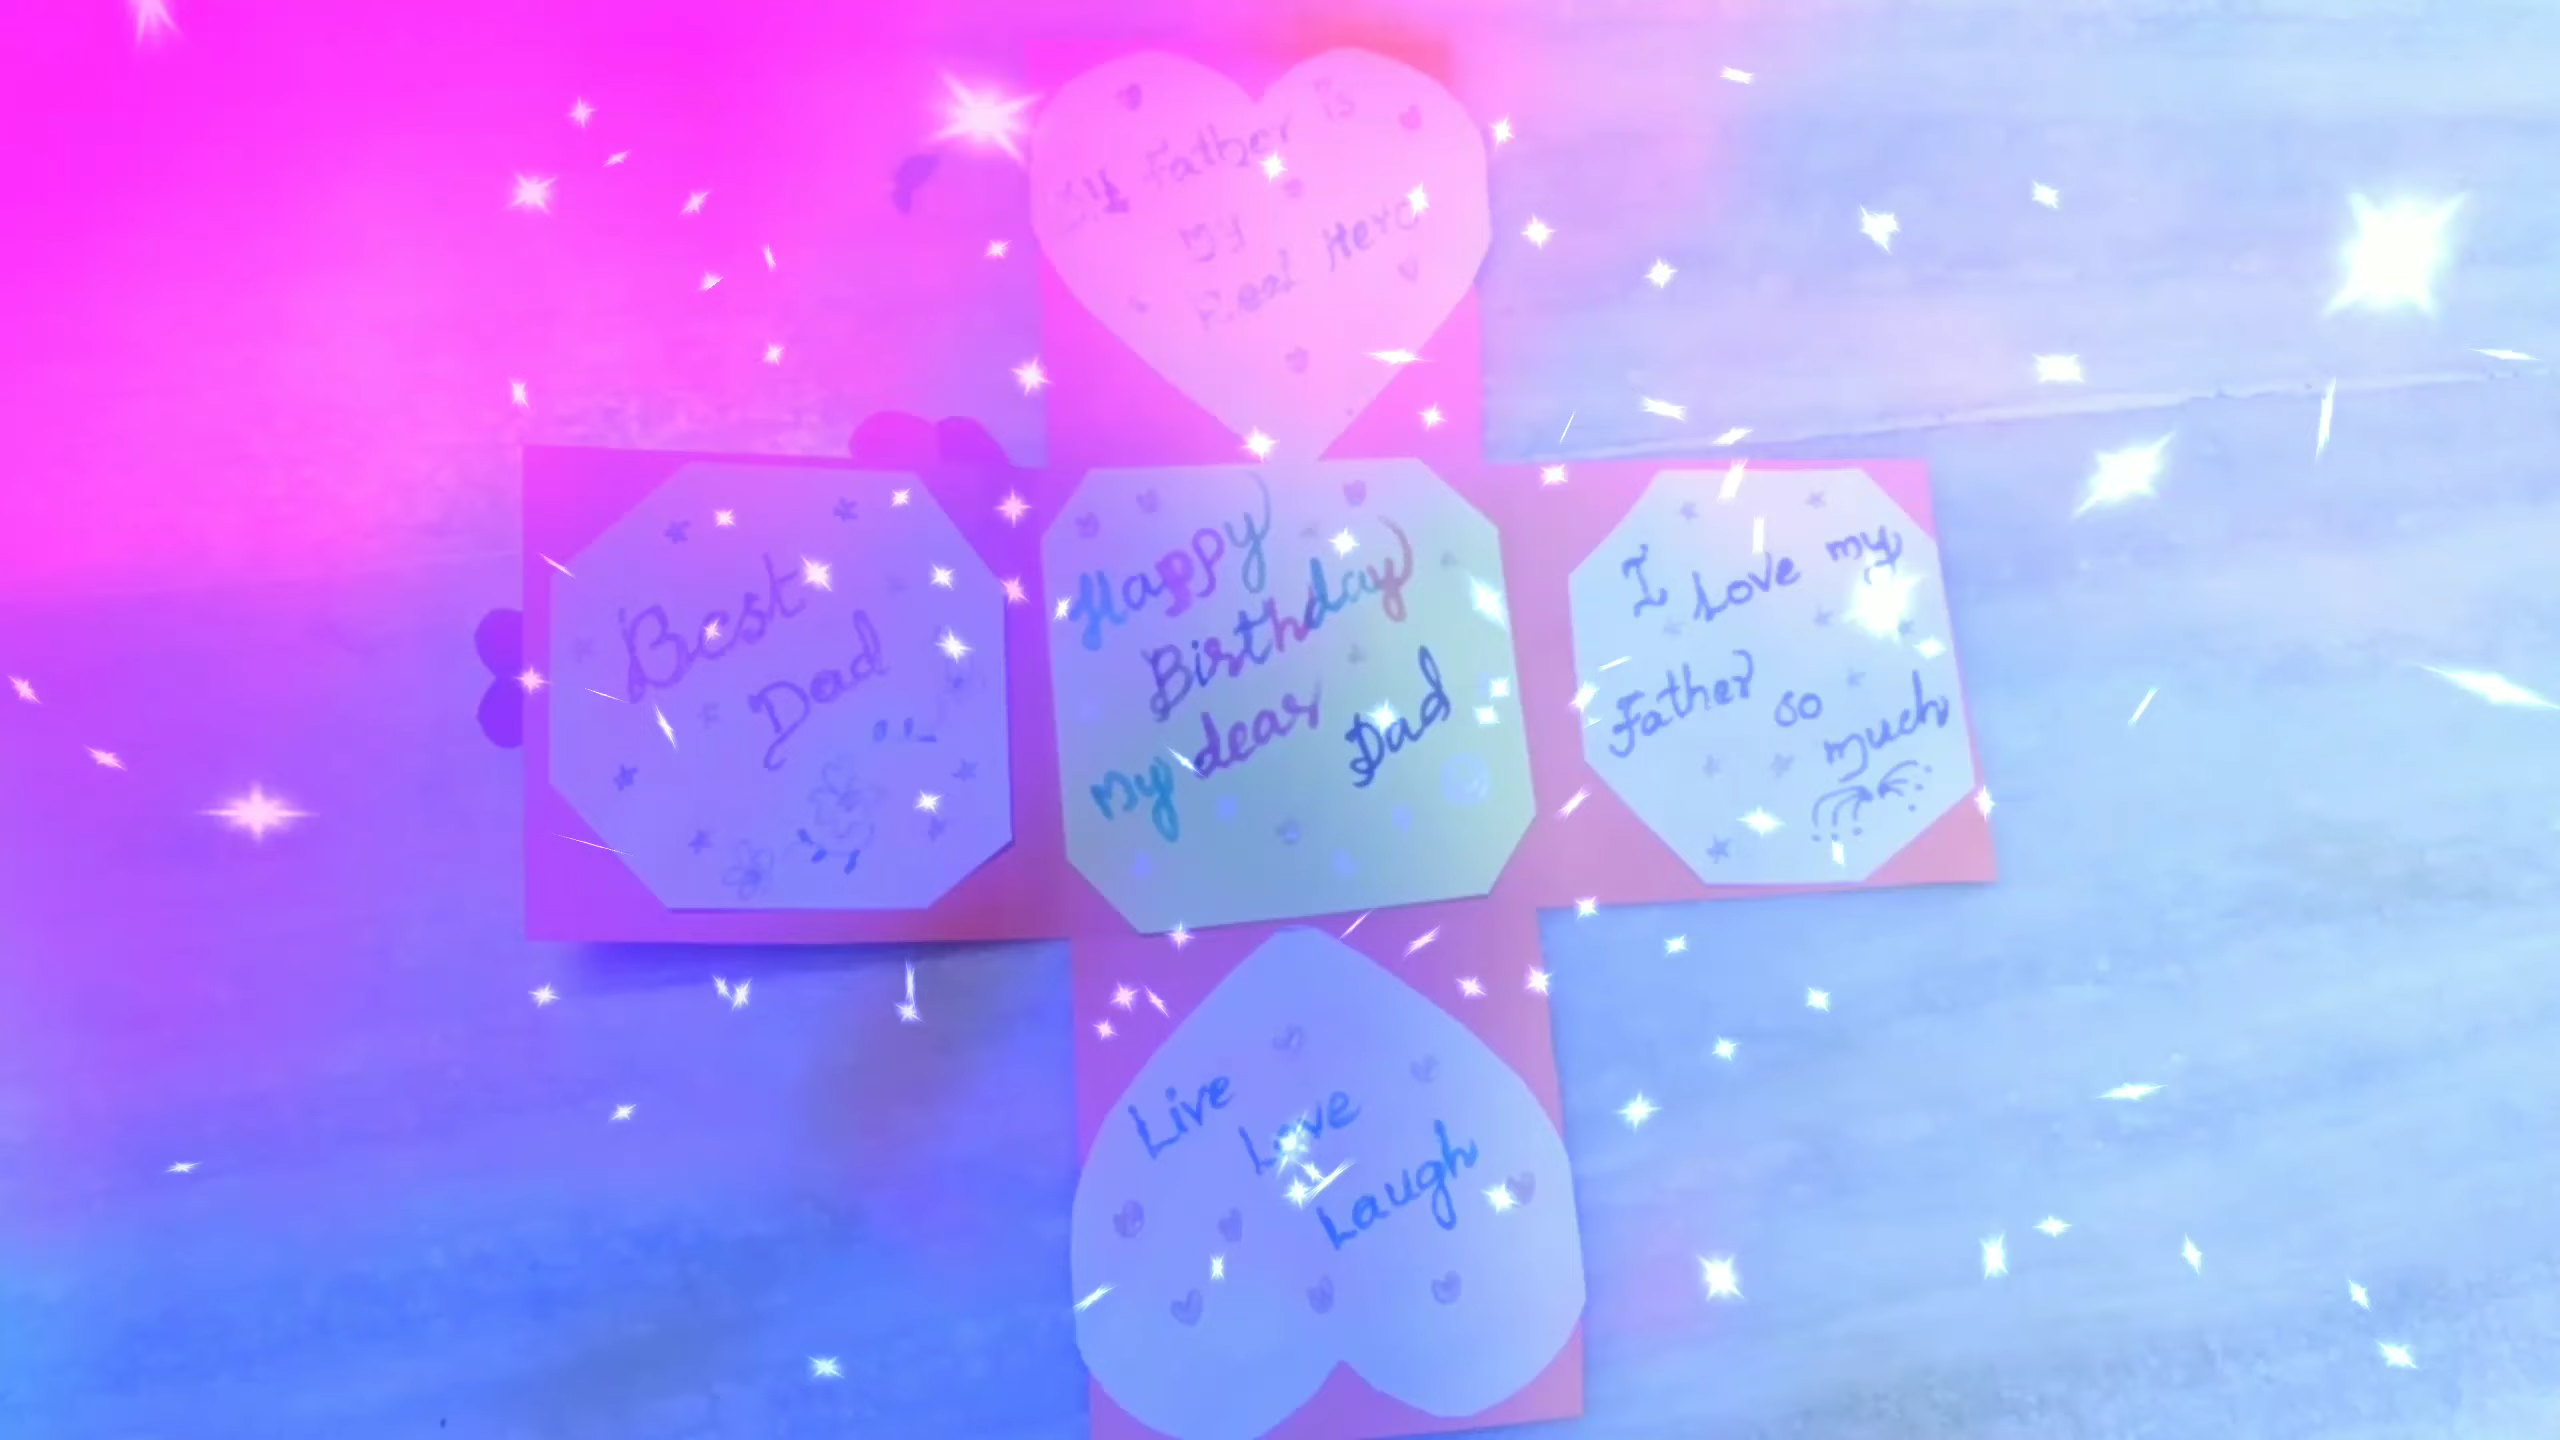 My Father is
my
Real Hero
Best
Dad
Happy
Birthday
my dear Dad
I Love my
Father so
much
Live
Love
Laugh